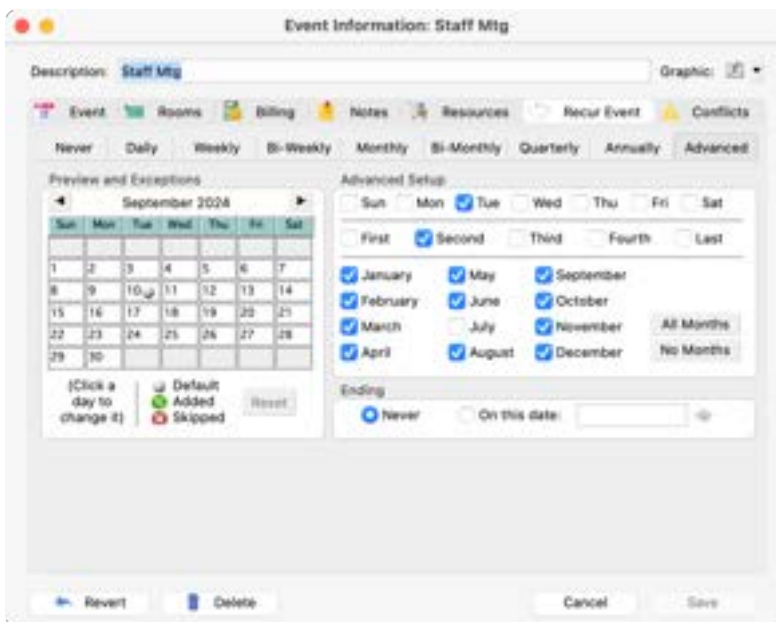 Event Information: Staff Mtg
Description: Staff Mtg Graphic:
Event Rooms Billing Notes Resources Recur Event Conflicts
Never Daily Weekly Bi-Weekly Monthly Bi-Monthly Quarterly Annually Advanced
Preview and Exceptions
September 2024
Sun Mon Tue Wed Thu Fri Sat
1 2 3 4 5 6 7
8 9 10 11 12 13 14
15 16 17 18 19 20 21
22 23 24 25 26 27 28
29 30
(Click a day to change it)
Default
Added
Skipped
Reset
Advanced Setup
Sun Mon Tue Wed Thu Fri Sat
First Second Third Fourth Last
January May September
February June October
March July November All Months
April August December No Months
Ending
Never On this date:
Revert Delete Cancel Save